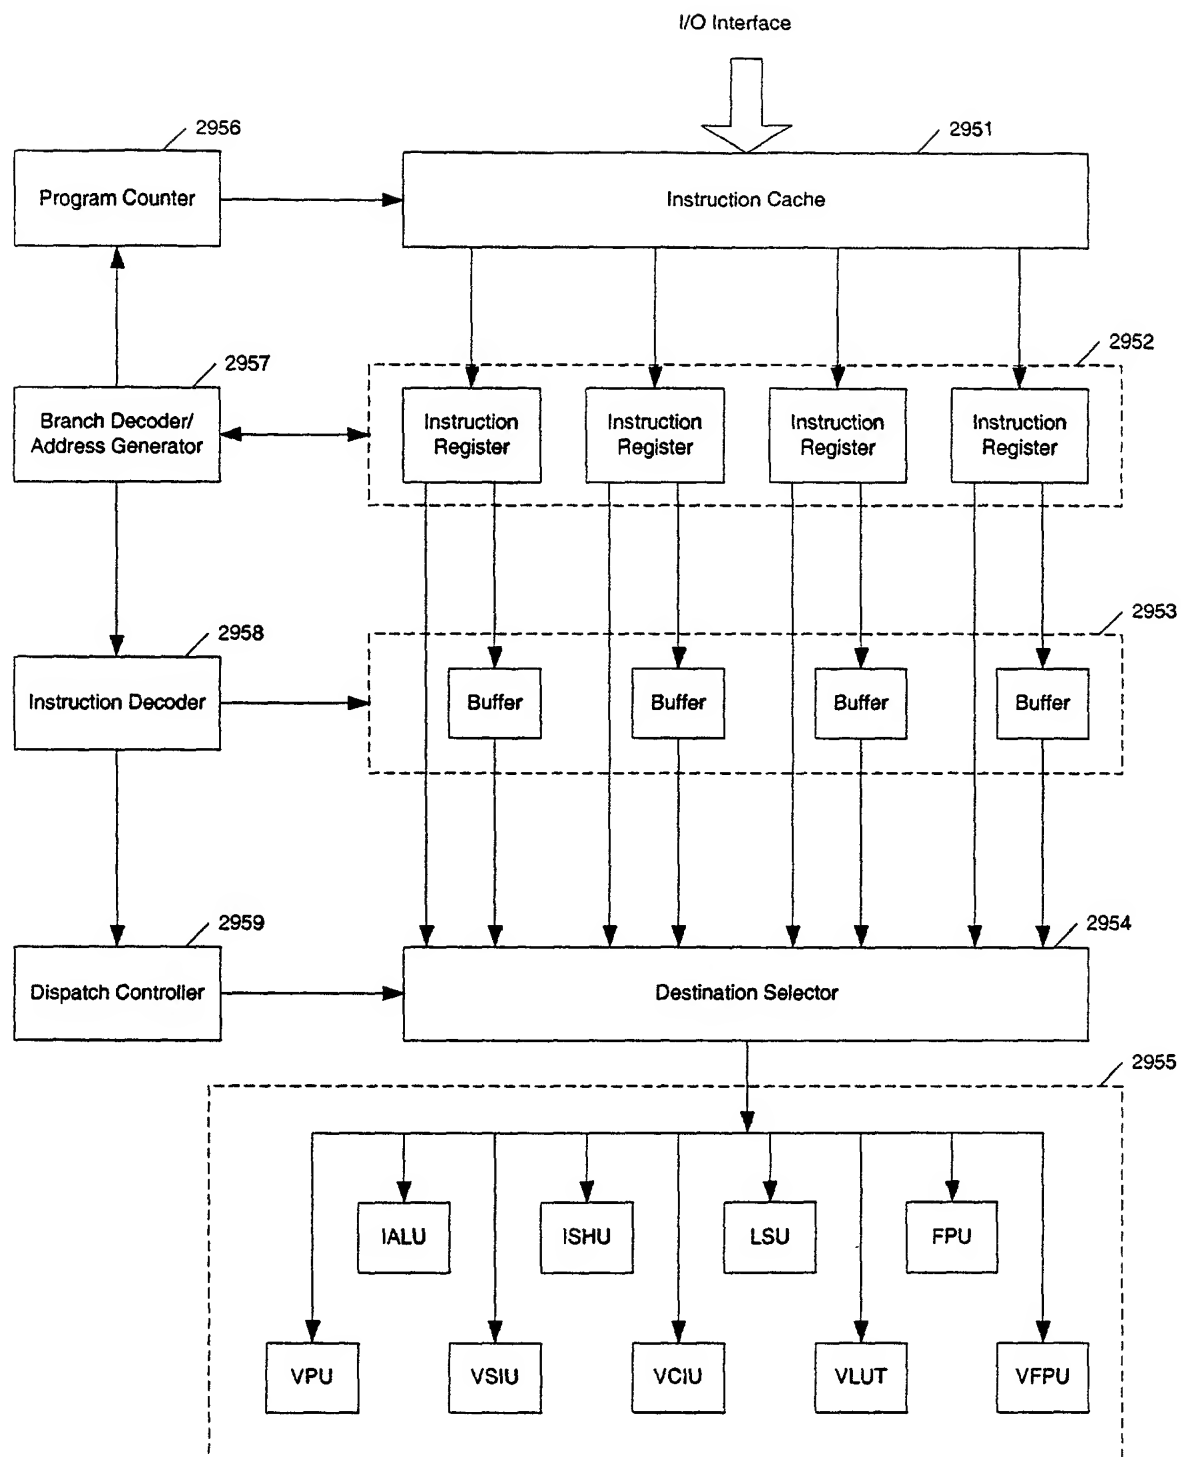 I/O Interface
2956
2951
Program Counter
Instruction Cache
2957
2952
Branch Decoder/
Address Generator
Instruction
Register
Instruction
Register
Instruction
Register
Instruction
Register
2958
2953
Instruction Decoder
Buffer
Buffer
Buffer
Buffer
2959
2954
Dispatch Controller
Destination Selector
2955
IALU
ISHU
LSU
FPU
VPU
VSIU
VCIU
VLUT
VFPU